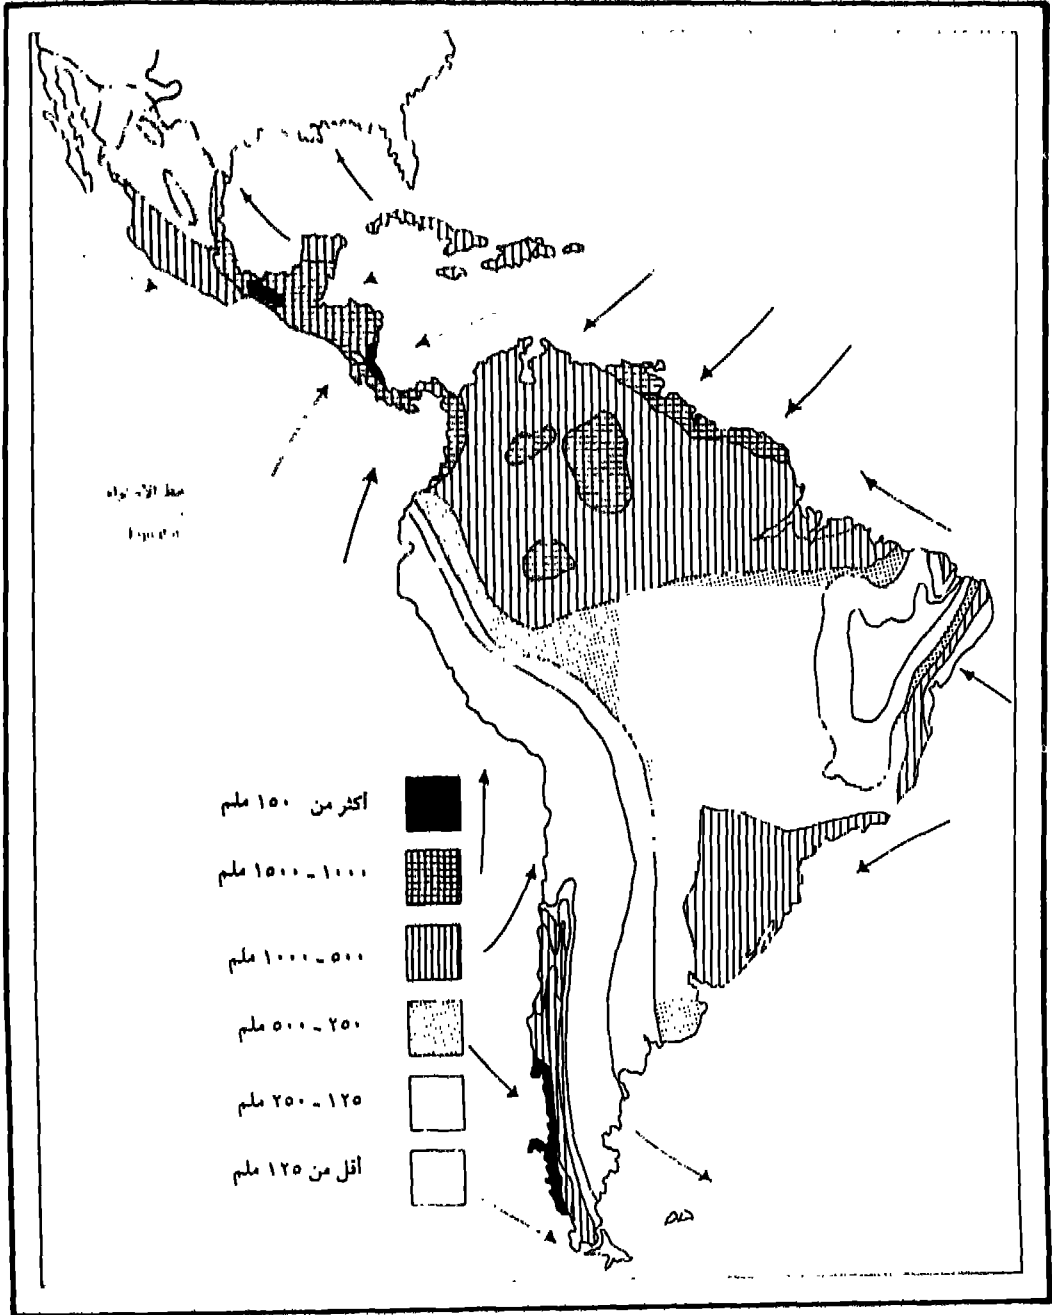 أكثر من ١٥٠ ملم
١٠٠٠ - ١٥٠٠ ملم
٥٠٠ - ١٠٠٠ ملم
٢٥٠ - ٥٠٠ ملم
١٢٥ - ٢٥٠ ملم
أقل من ١٢٥ ملم